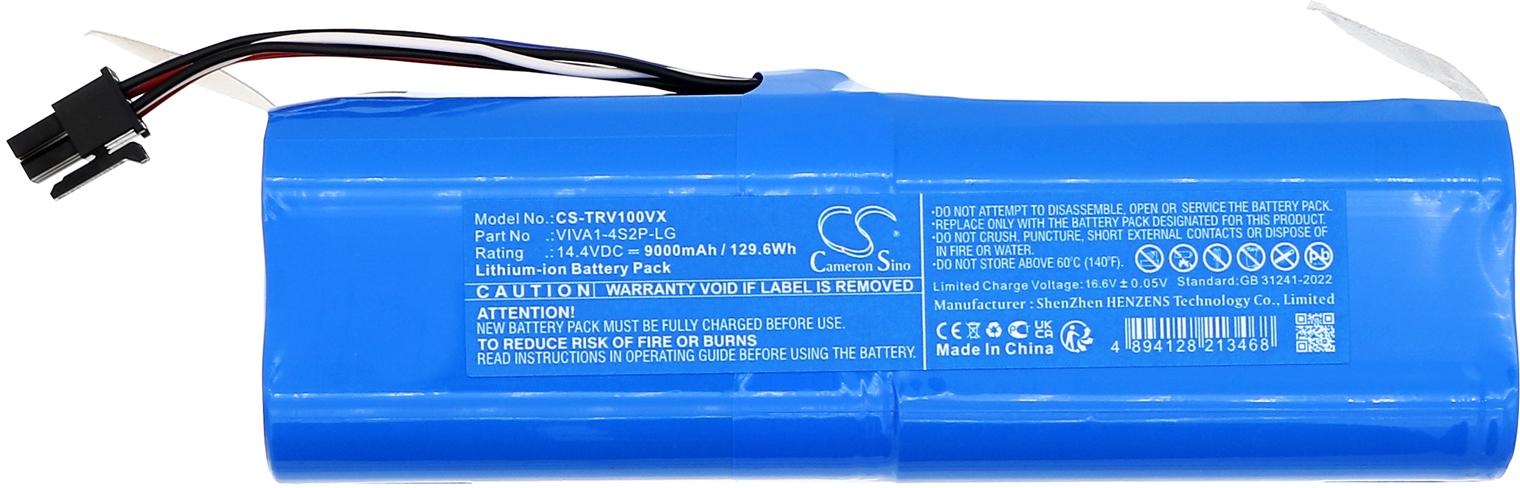 Model No.:CS-TRV100VX
Part No .:VIVA1-4S2P-LG
Rating .:14.4VDC ⎓ 9000mAh / 129.6Wh
Lithium-ion Battery Pack
CAUTION WARRANTY VOID IF LABEL IS REMOVED
ATTENTION!
NEW BATTERY PACK MUST BE FULLY CHARGED BEFORE USE.
TO REDUCE RISK OF FIRE OR BURNS
READ INSTRUCTIONS IN OPERATING GUIDE BEFORE USING THE BATTERY.
CS
Cameron Sino
•DO NOT ATTEMPT TO DISASSEMBLE, OPEN OR SERVICE THE BATTERY PACK.
•REPLACE ONLY WITH THE BATTERY PACK DESIGNATED FOR THIS PRODUCT.
•DO NOT CRUSH, PUNCTURE, SHORT EXTERNAL CONTACTS OR DISPOSE OF
IN FIRE OR WATER.
•DO NOT STORE ABOVE 60°C (140°F).
Limited Charge Voltage: 16.6V±0.05V Standard: GB 31241-2022
Manufacturer : ShenZhen HENZENS Technology Co., Limited
CE UK CA
Made In China
4 894128 213468